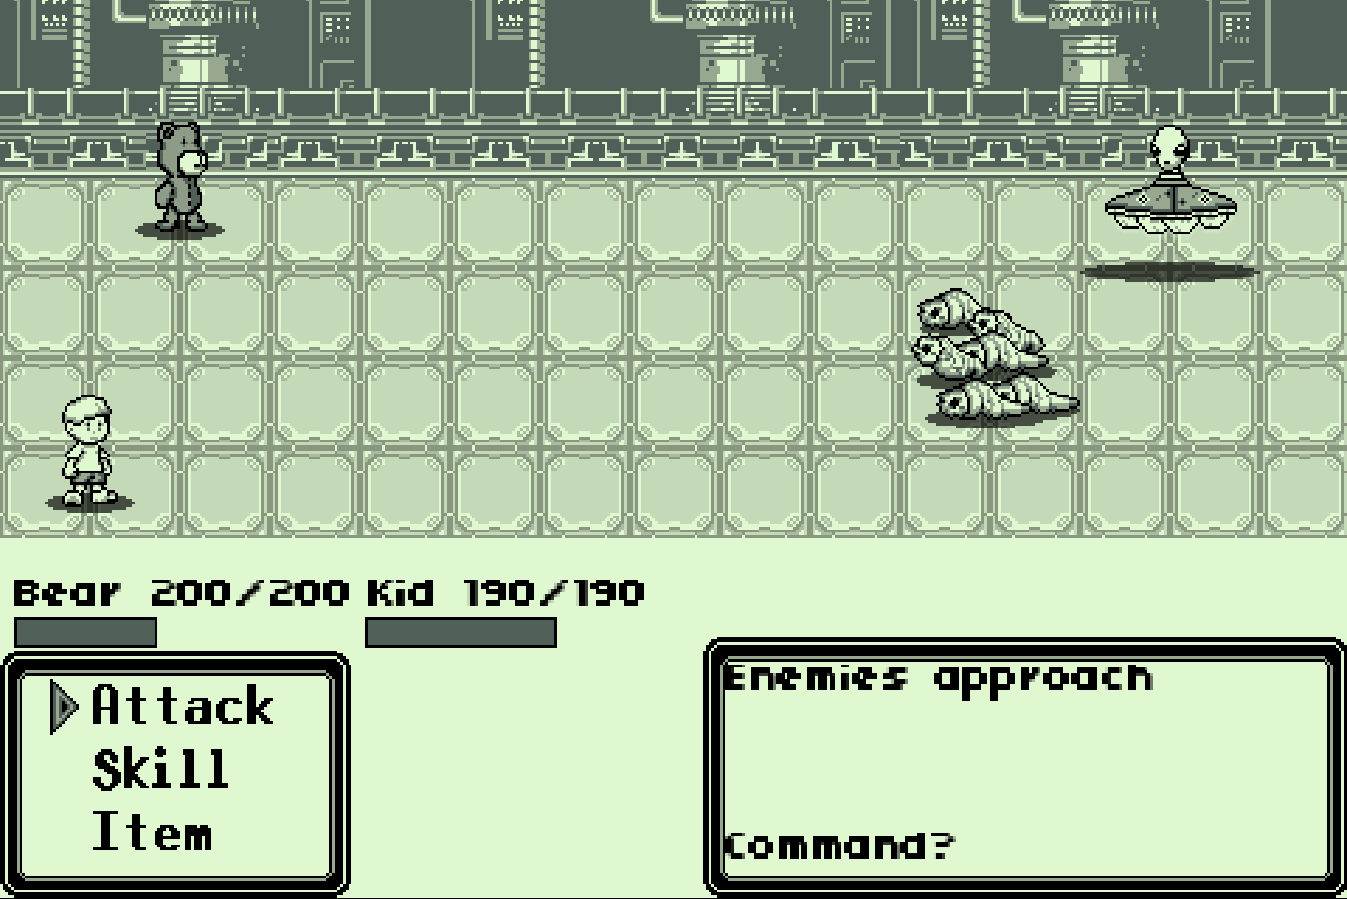 Bear 200/200 Kid 190/190
Attack
Skill
Item
Enemies approach
Command?